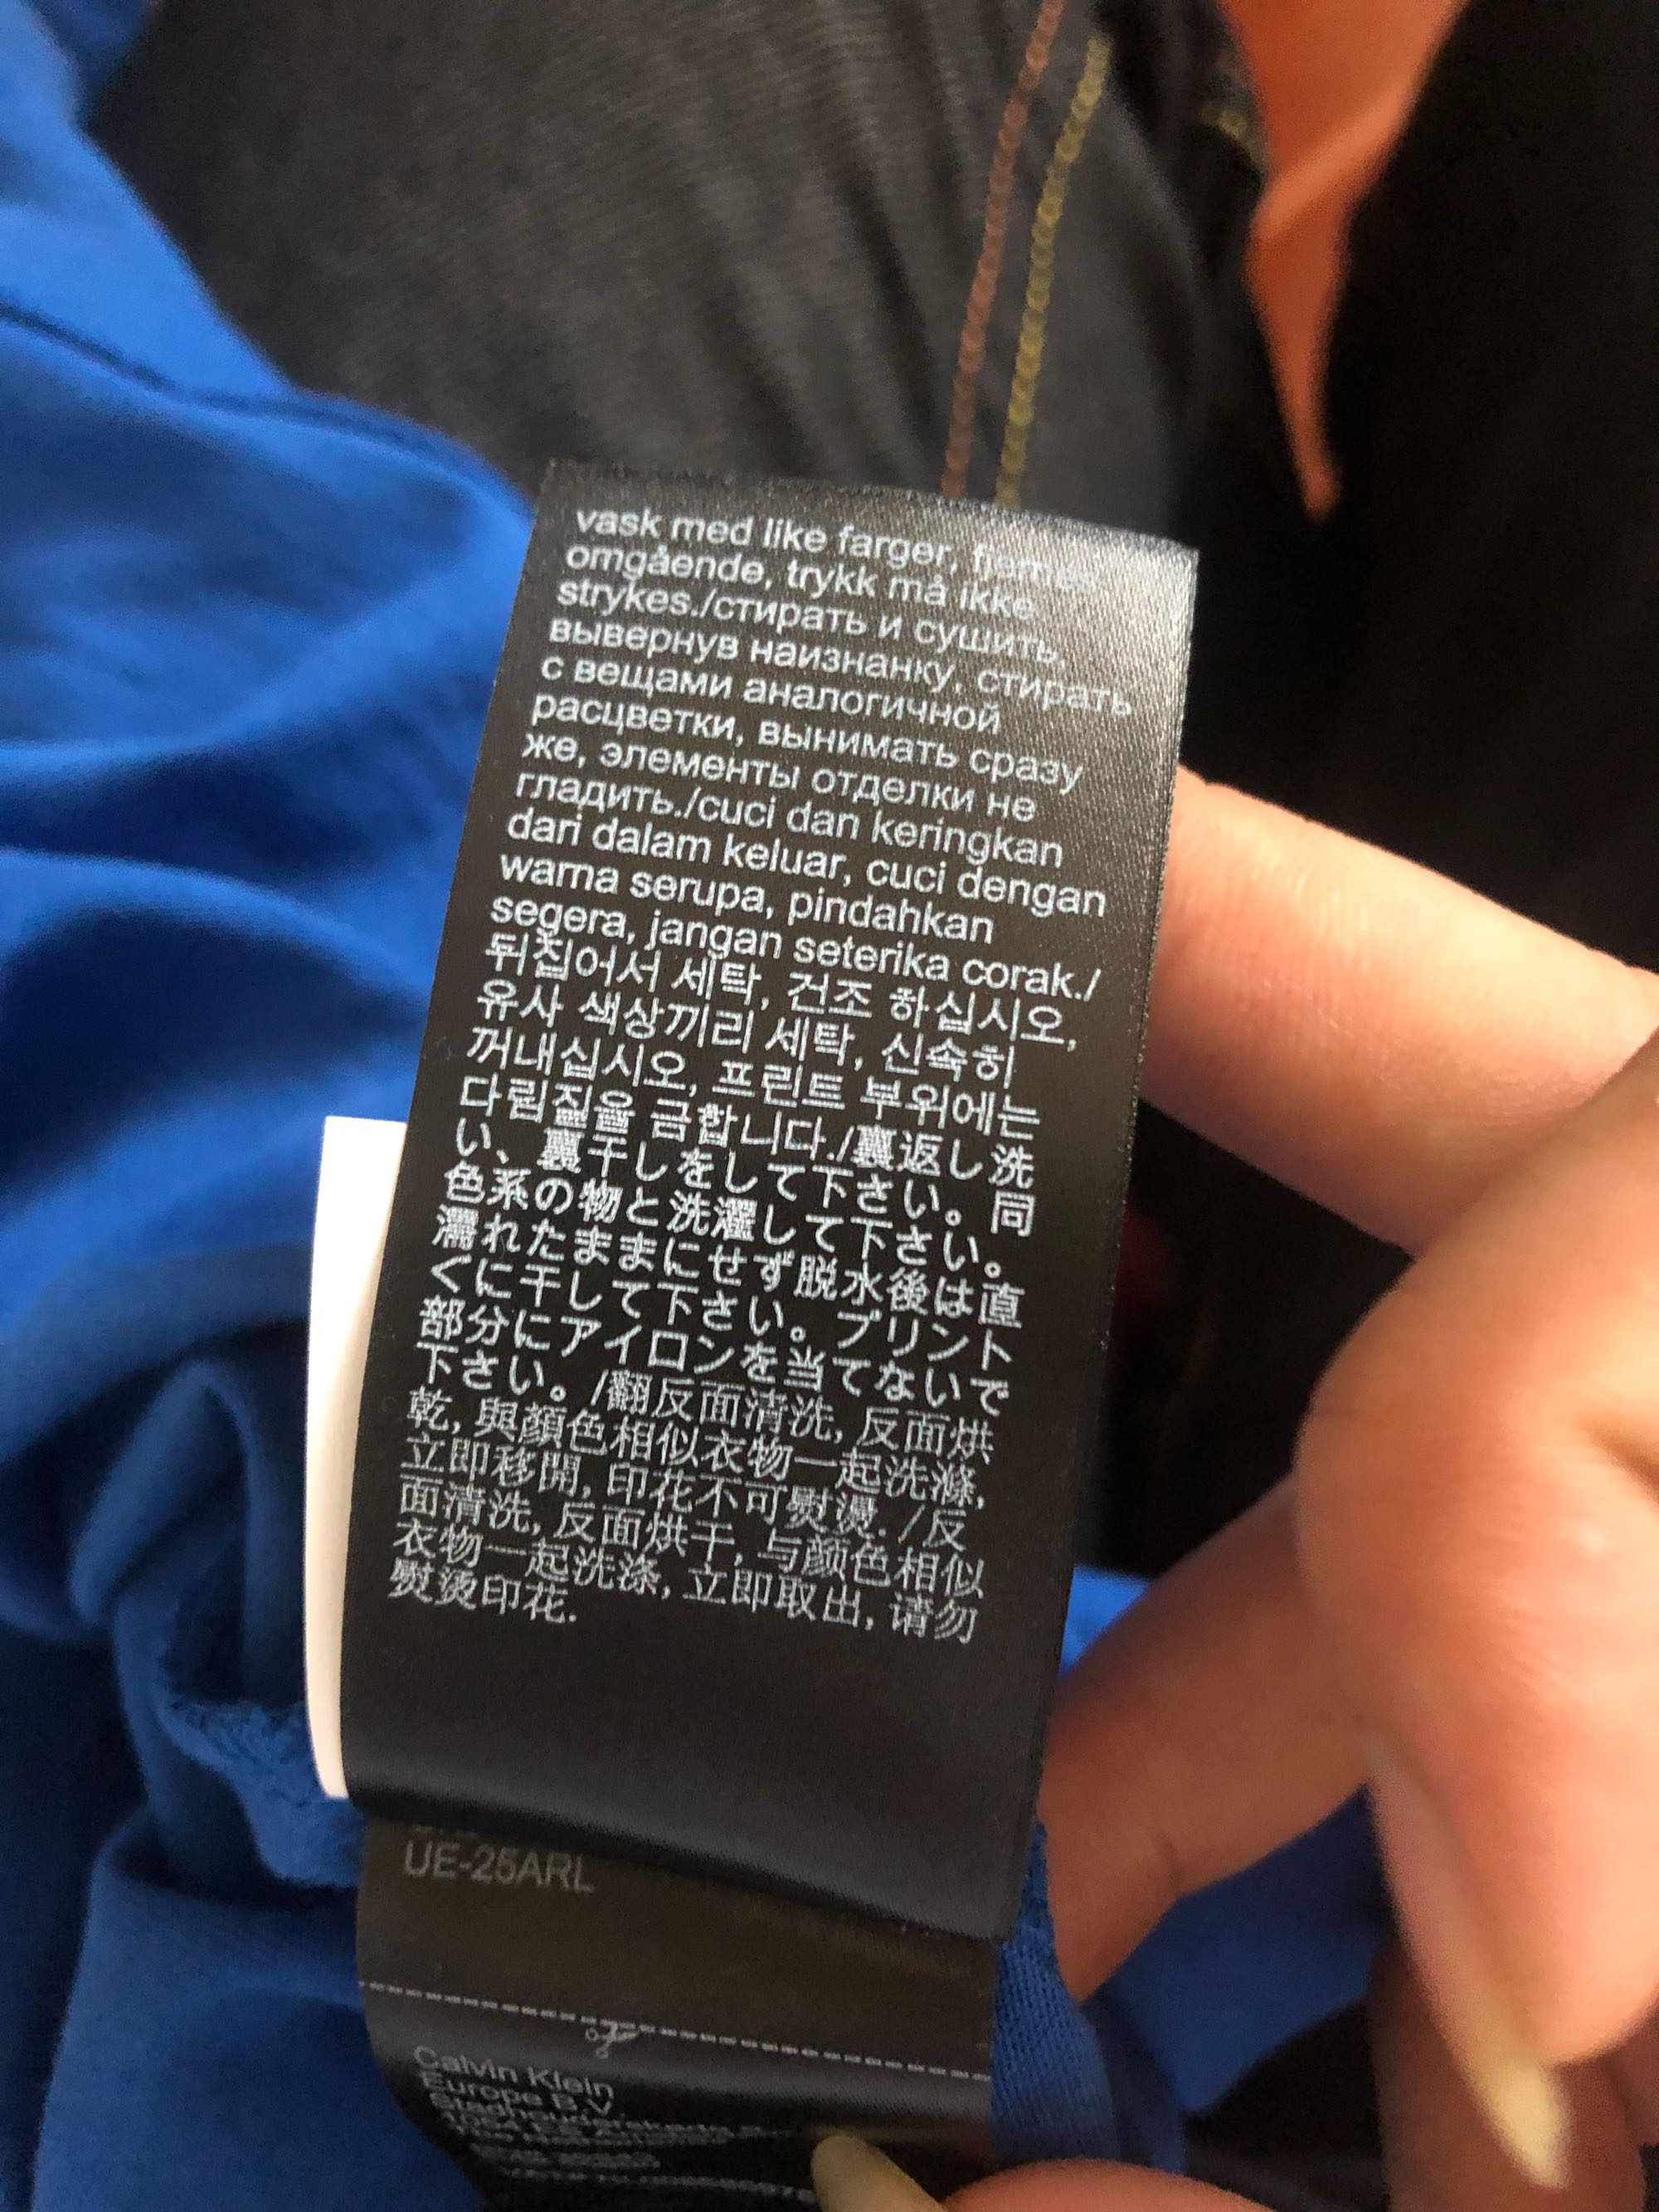 vask med like farger, fjernes
omgående, trykk må ikke
strykes./стирать и сушить,
вывернув наизнанку, стирать
с вещами аналогичной
расцветки, вынимать сразу
же, элементы отделки не
гладить./cuci dan keringkan
dari dalam keluar, cuci dengan
warna serupa, pindahkan
segera, jangan seterika corak./
뒤집어서 세탁, 건조 하십시오,
유사 색상끼리 세탁, 신속히
꺼내십시오, 프린트 부위에는
다림질을 금합니다./裏返し洗
い、裏干しをして下さい。同
色系の物と洗濯して下さい。
濡れたままにせず脱水後は直
ぐに干して下さい。プリント
部分にアイロンを当てないで
下さい。/翻反面清洗, 反面烘
乾, 與顏色相似衣物一起洗滌,
立即移開, 印花不可熨燙. /反
面清洗, 反面烘干, 与颜色相似
衣物一起洗涤, 立即取出, 请勿
熨烫印花.
UE-25ARL
Calvin Klein
Europe B.V.